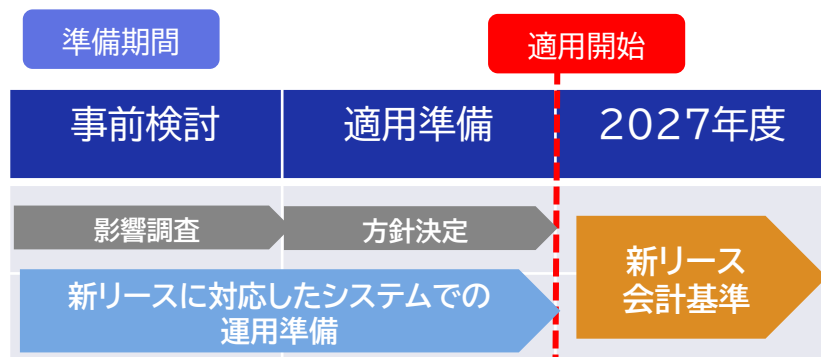 準備期間
適用開始
事前検討
適用準備
2027年度
影響調査
方針決定
新リースに対応したシステムでの
運用準備
新リース
会計基準